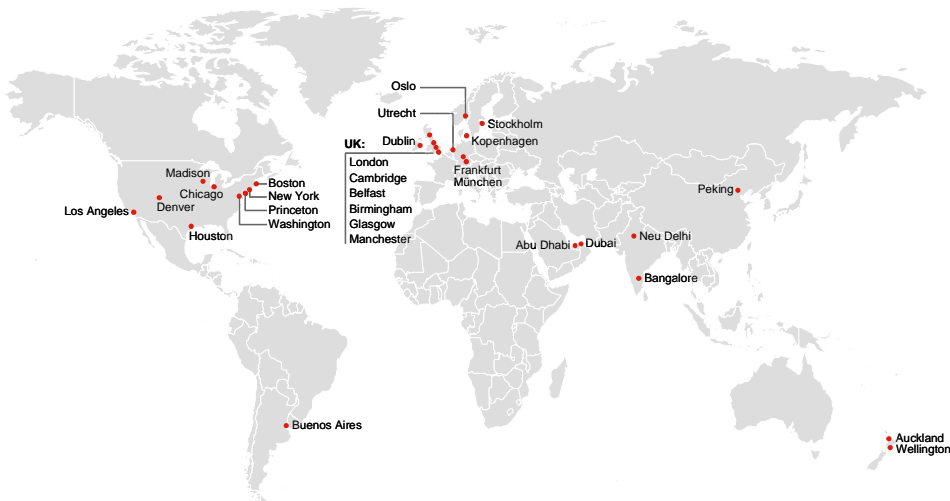 Oslo
Utrecht
Stockholm
UK:
Dublin
Kopenhagen
London
Cambridge
Belfast
Birmingham
Glasgow
Manchester
Frankfurt
München
Madison
Chicago
Boston
New York
Princeton
Washington
Denver
Los Angeles
Houston
Peking
Abu Dhabi
Dubai
Neu Delhi
Bangalore
Buenos Aires
Auckland
Wellington